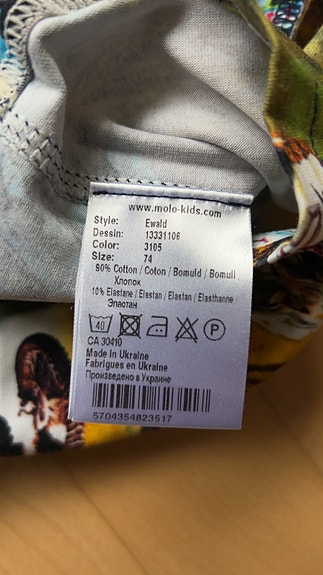 www.molo-kids.com
Style: Ewald
Dessin: 13331106
Color: 3105
Size: 74
90% Cotton / Coton / Bomuld / Bomull
Хлопок
10% Elastane / Elastan / Elastan / Elasthanne
Эластан
40 P
CA 30410
Made in Ukraine
Fabrigues en Ukraine
Произведено в Украине
5704354823517